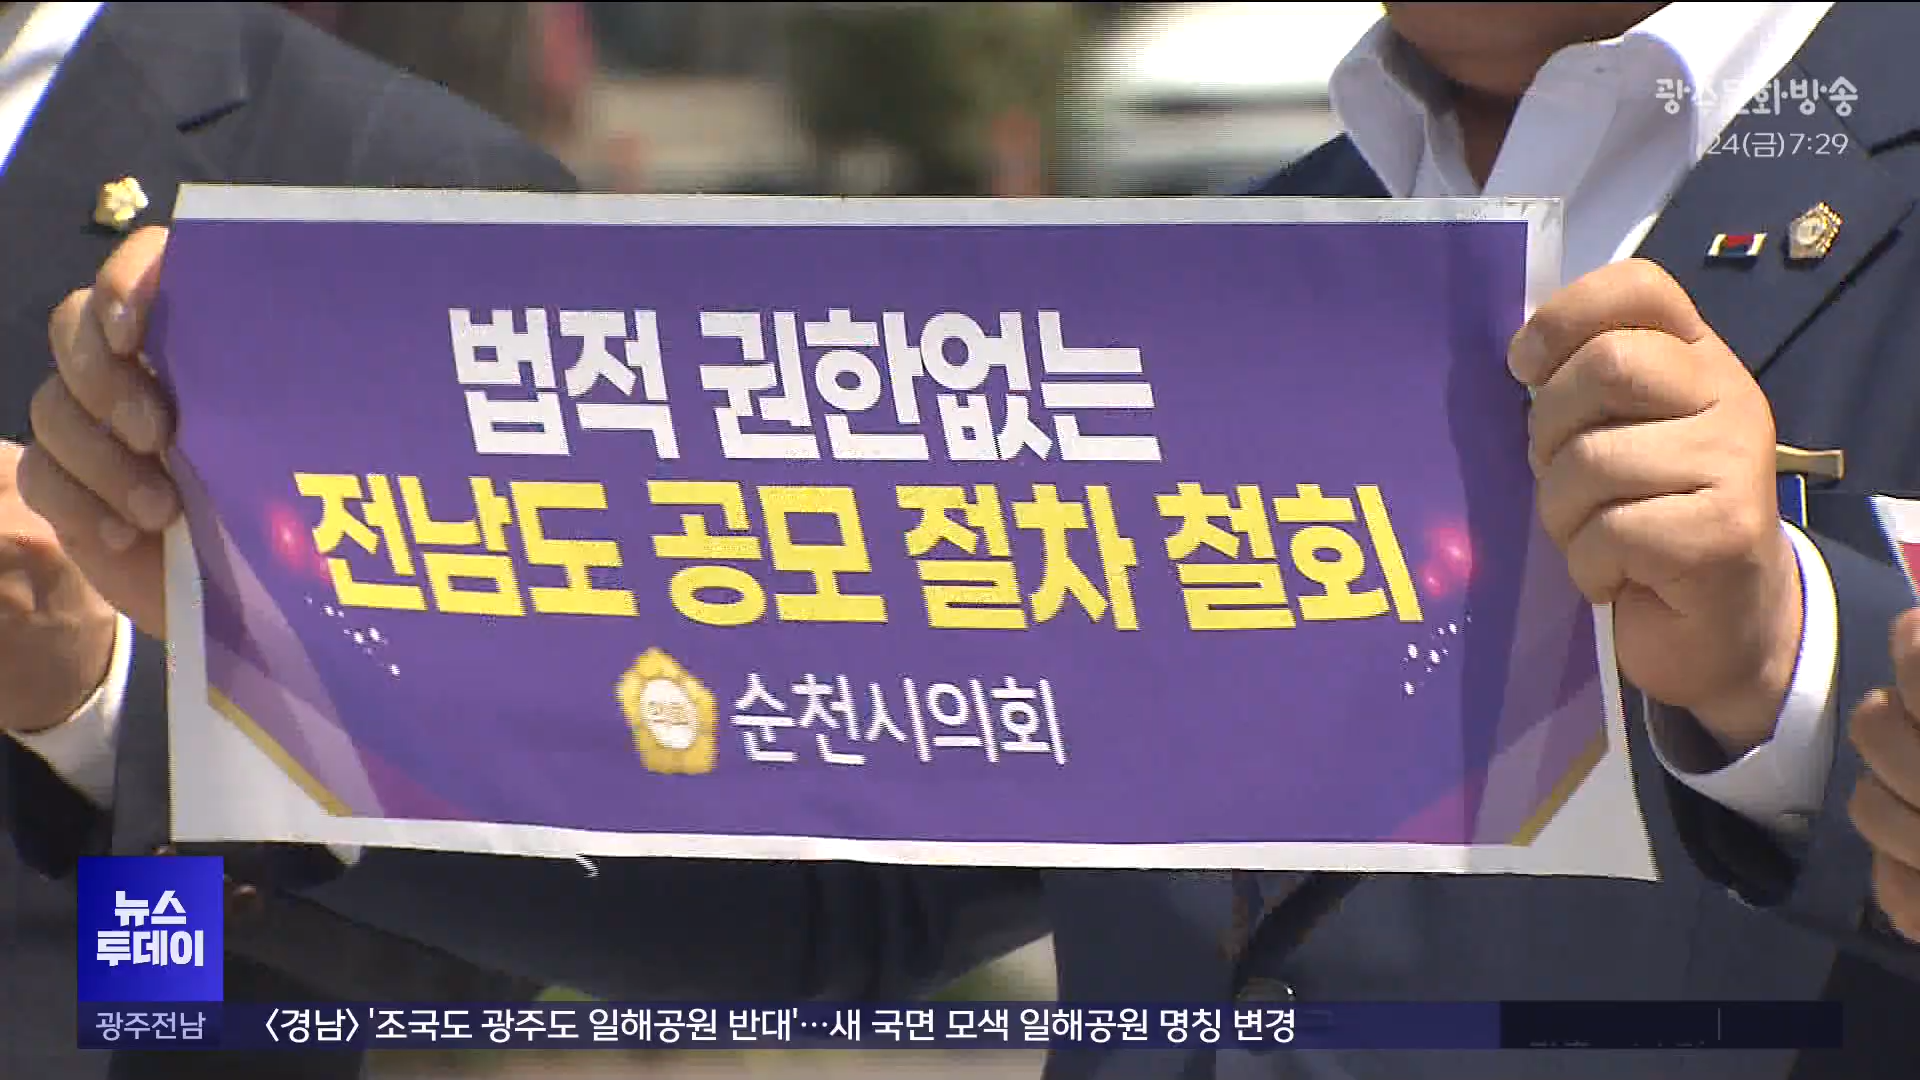 광주문화방송
24(금) 7:29
법적 권한없는
전남도 공모 절차 철회
순천시의회
뉴스
투데이
광주전남
〈경남〉 '조국도 광주도 일해공원 반대'…새 국면 모색 일해공원 명칭 변경